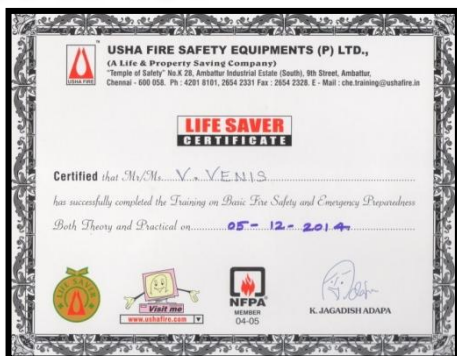 USHA FIRE SAFETY EQUIPMENTS (P) LTD.,
(A Life & Property Saving Company)
"Temple of Safety" No.K 28, Ambattur Industrial Estate (South), 9th Street, Ambattur,
Chennai - 600 058. Ph : 4201 8101, 2654 2331 Fax : 2654 2328. E - Mail : che.training@ushafire.in
USHA FIRE
LIFE SAVER
CERTIFICATE
Certified that Mr/Ms. V. VENIS
has successfully completed the Training on Basic Fire Safety and Emergency Preparedness
Both Theory and Practical on 05-12-2014
LIFE SAVER
Visit me
www.ushafire.com
NFPA
MEMBER
04-05
K. JAGADISH ADAPA